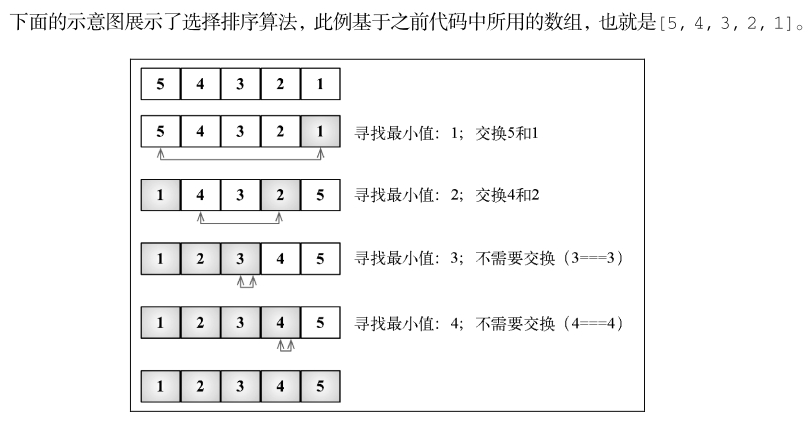 下面的示意图展示了选择排序算法，此例基于之前代码中所用的数组，也就是[5, 4, 3, 2, 1]。
5 4 3 2 1
5 4 3 2 1 寻找最小值：1；交换5和1
1 4 3 2 5 寻找最小值：2；交换4和2
1 2 3 4 5 寻找最小值：3；不需要交换（3===3）
1 2 3 4 5 寻找最小值：4；不需要交换（4===4）
1 2 3 4 5